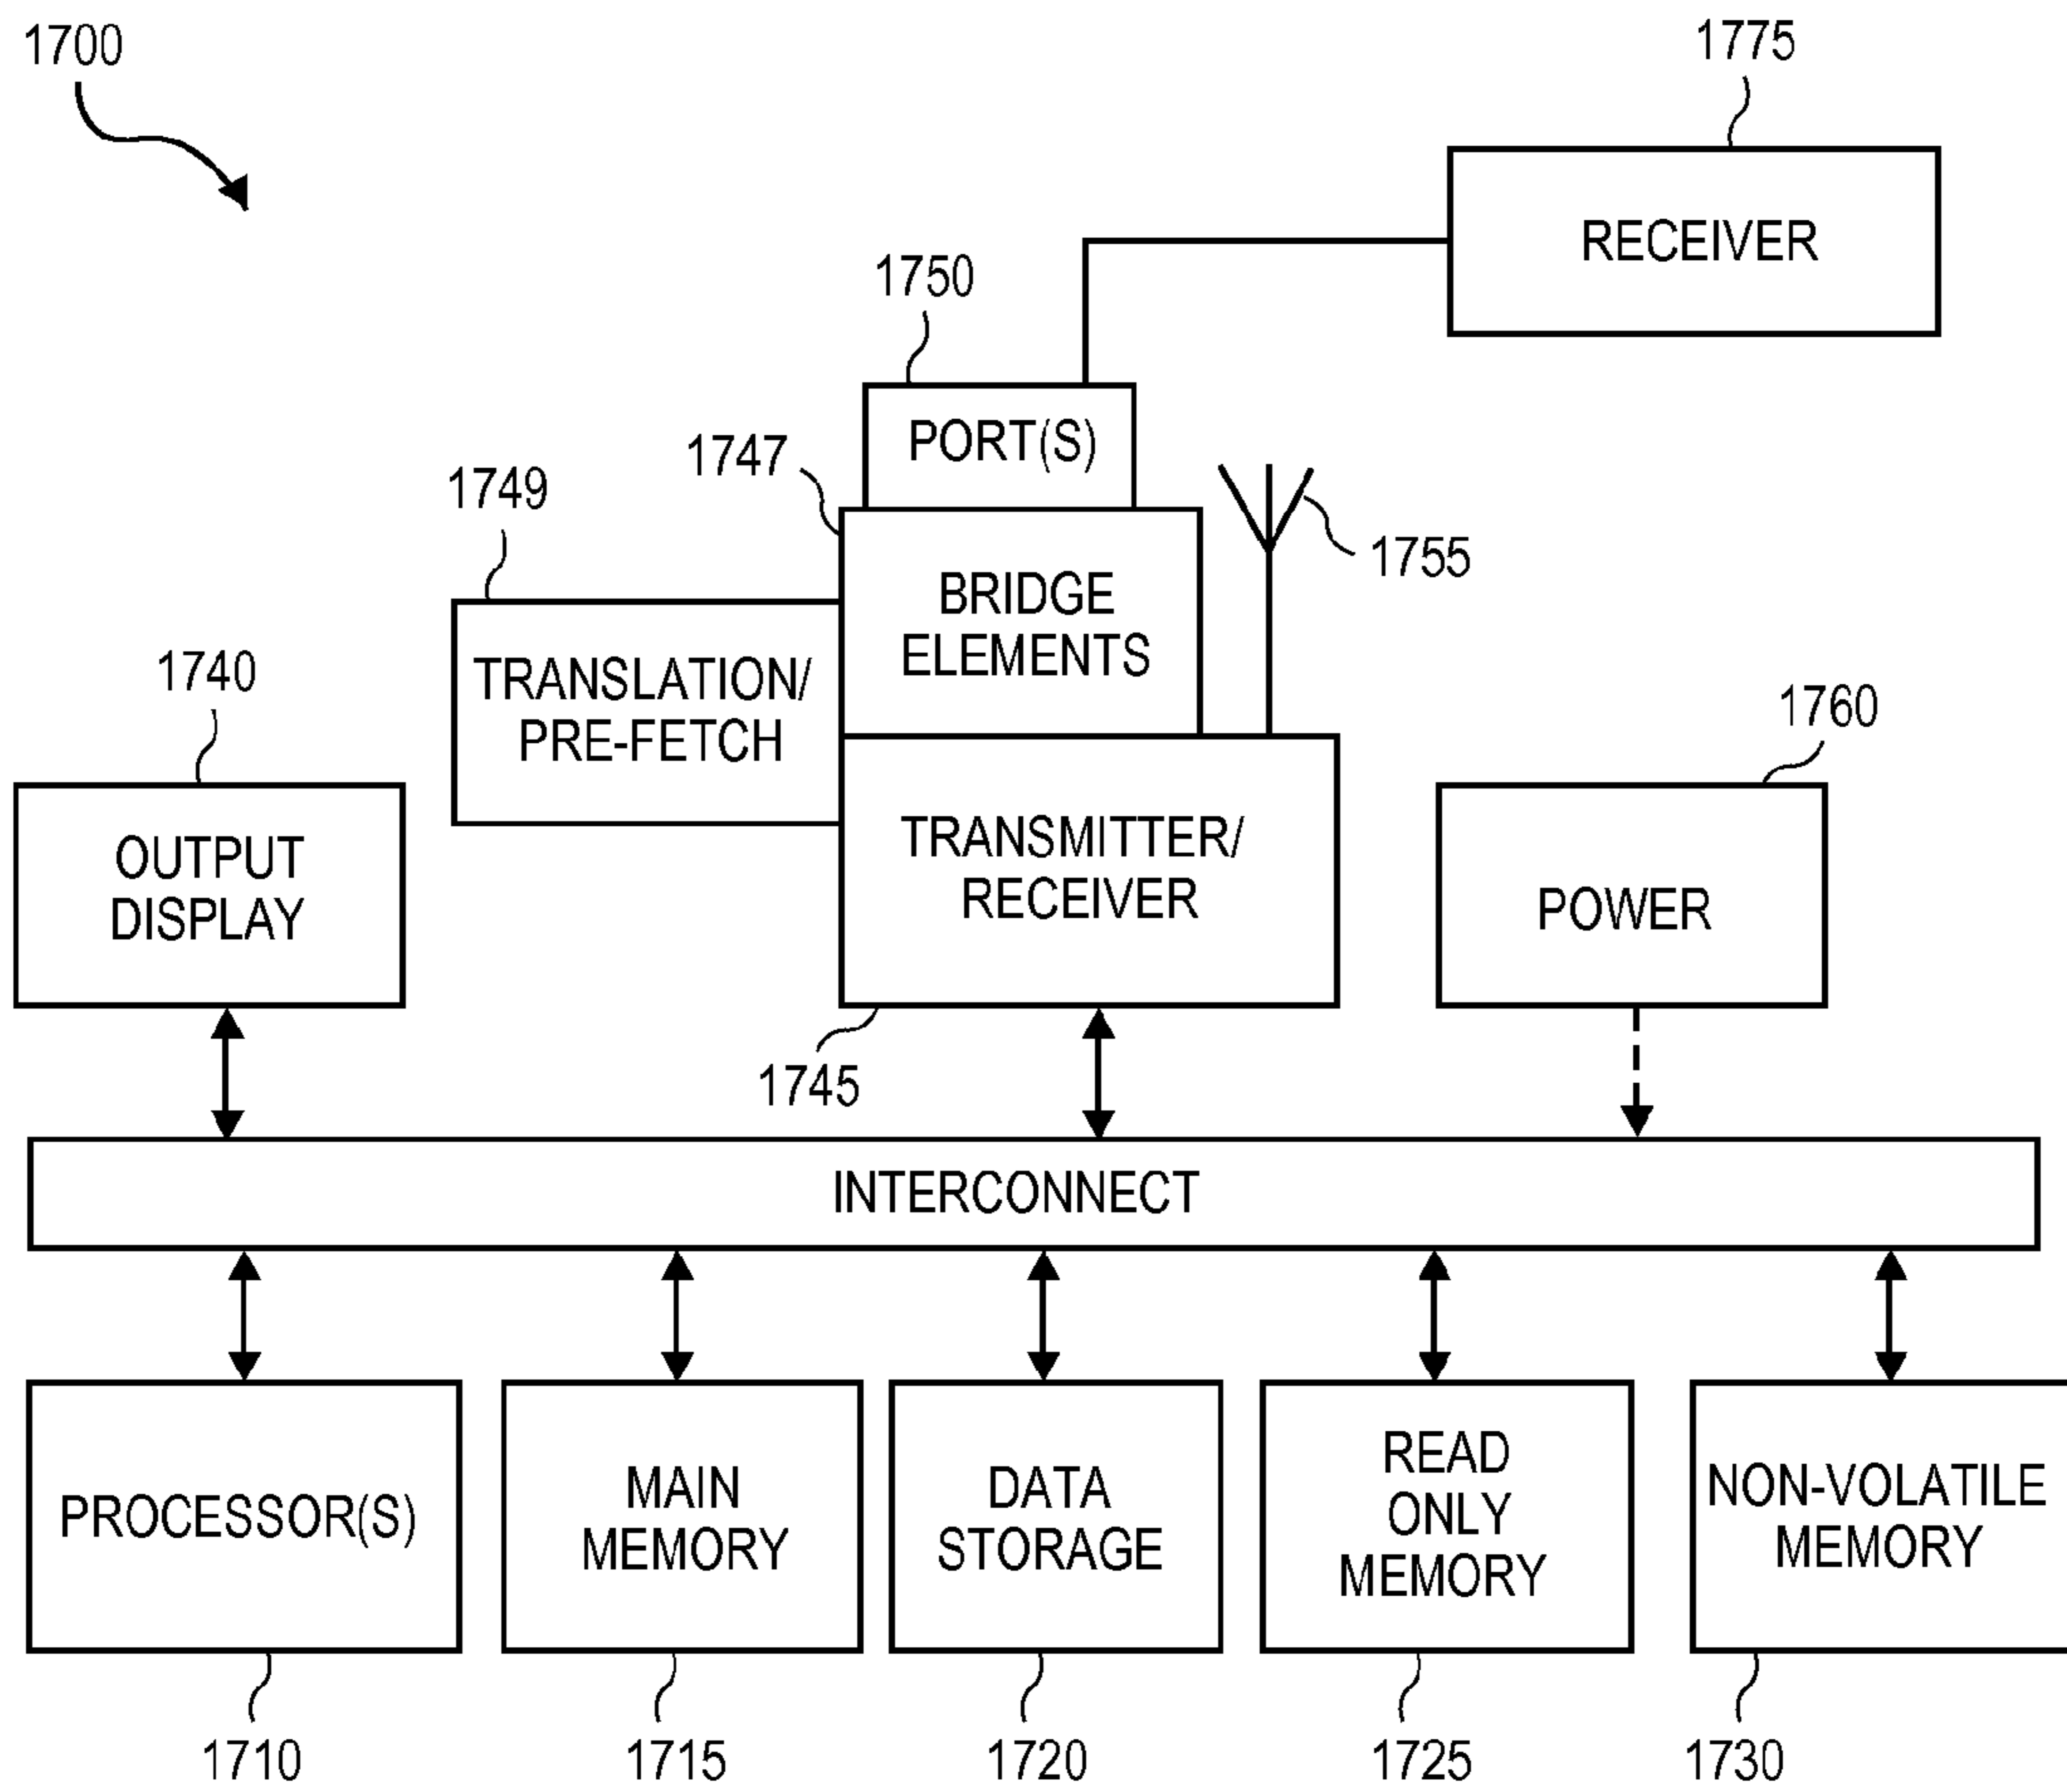 1700
1775
RECEIVER
1750
PORT(S)
1747
1749
1755
BRIDGE
ELEMENTS
TRANSLATION/
PRE-FETCH
1740
1760
OUTPUT
DISPLAY
TRANSMITTER/
RECEIVER
POWER
1745
INTERCONNECT
PROCESSOR(S)
MAIN
MEMORY
DATA
STORAGE
READ
ONLY
MEMORY
NON-VOLATILE
MEMORY
1710
1715
1720
1725
1730